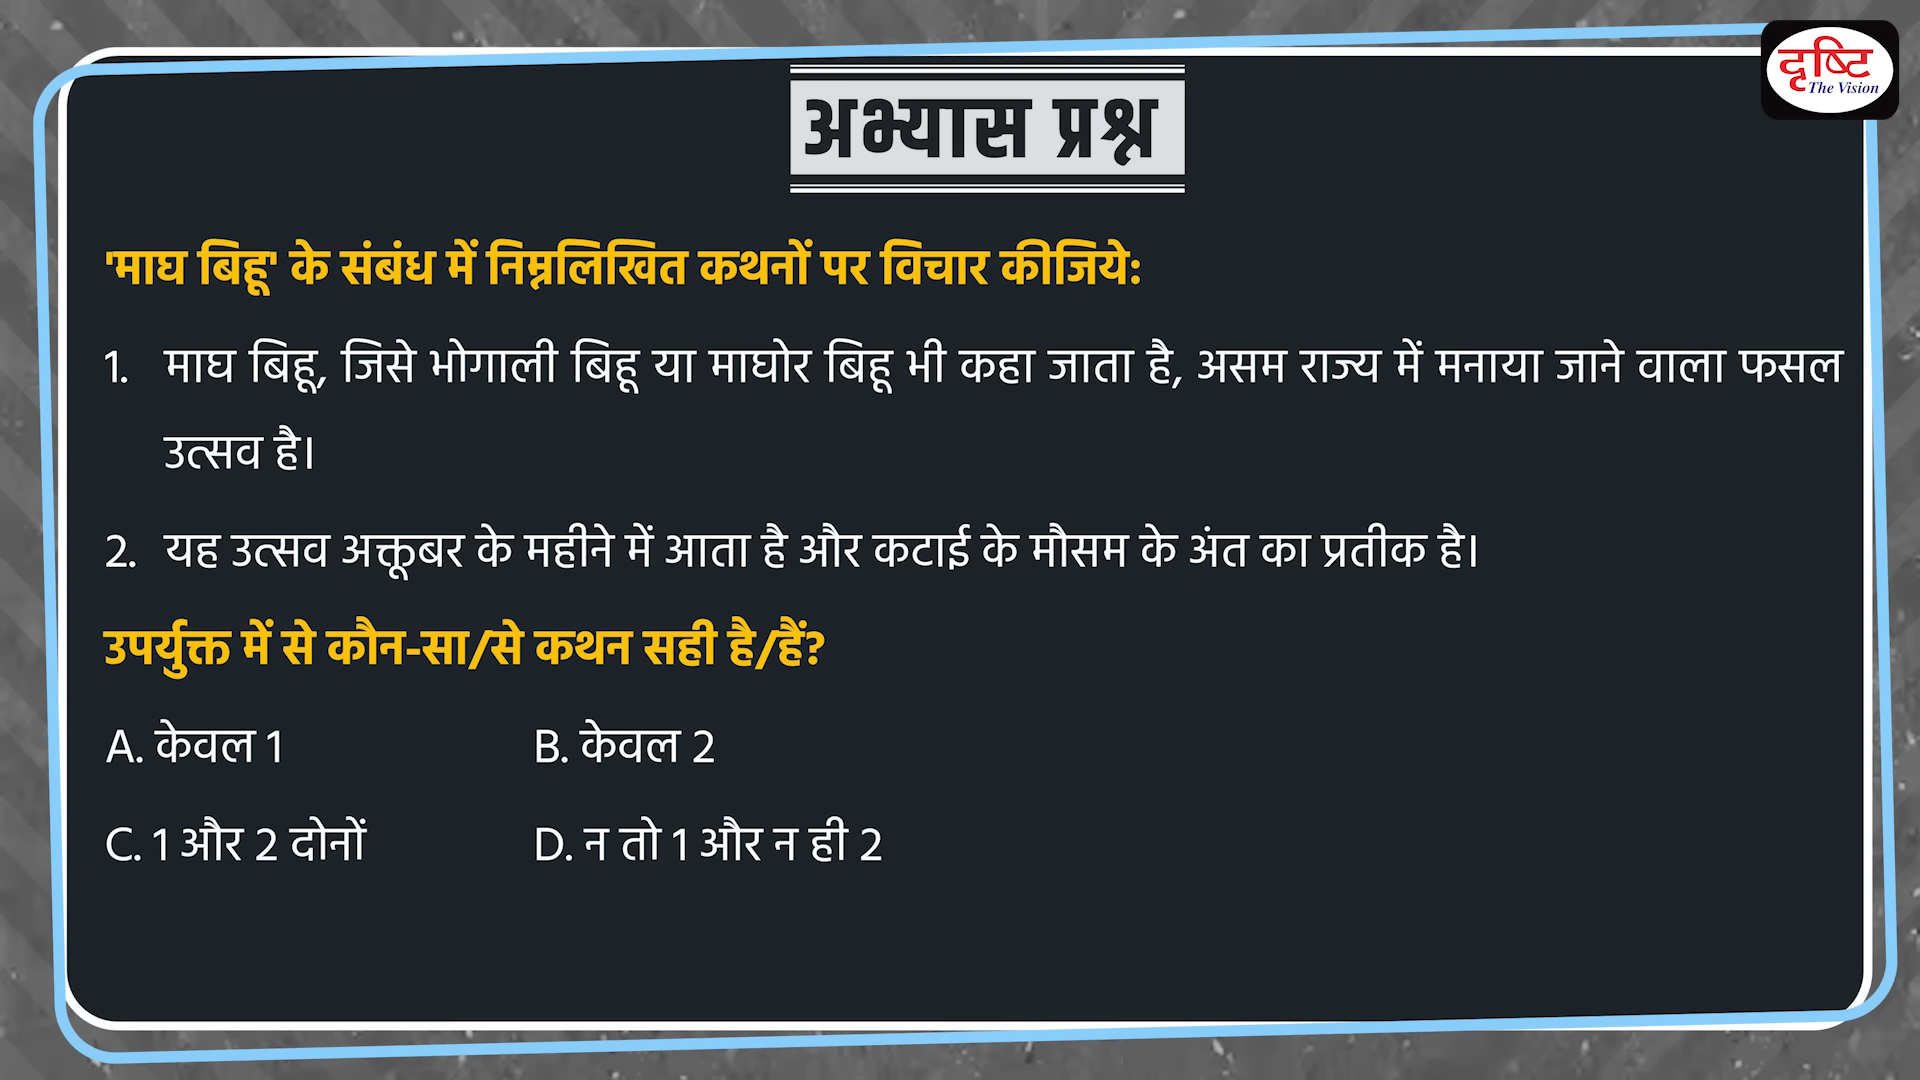 दृष्टि
The Vision
अभ्यास प्रश्न
'माघ बिहू' के संबंध में निम्नलिखित कथनों पर विचार कीजिये:
1. माघ बिहू, जिसे भोगाली बिहू या माघोर बिहू भी कहा जाता है, असम राज्य में मनाया जाने वाला फसल
उत्सव है।
2. यह उत्सव अक्तूबर के महीने में आता है और कटाई के मौसम के अंत का प्रतीक है।
उपर्युक्त में से कौन-सा/से कथन सही है/हैं?
A. केवल 1 B. केवल 2
C. 1 और 2 दोनों D. न तो 1 और न ही 2